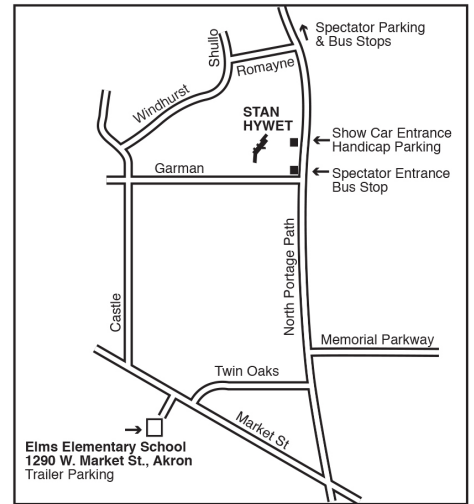 Spectator Parking
& Bus Stops
Shullo
Romayne
Windhurst
STAN
HYWET
Show Car Entrance
Handicap Parking
Garman
Spectator Entrance
Bus Stop
North Portage Path
Castle
Memorial Parkway
Twin Oaks
Market St
Elms Elementary School
1290 W. Market St., Akron
Trailer Parking